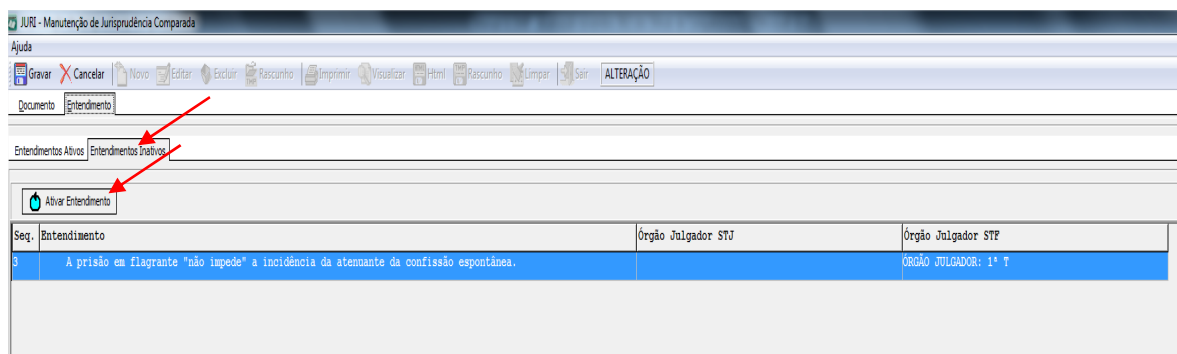 JURI - Manutenção de Jurisprudência Comparada
Ajuda
Gravar Cancelar Novo Editar Excluir Rascunho Imprimir Visualizar Html Rascunho Limpar Sair ALTERAÇÃO
Documento Entendimento
Entendimentos Ativos Entendimentos Inativos
Ativar Entendimento
Seq. Entendimento Órgão Julgador STJ Órgão Julgador STF
3 A prisão em flagrante "não impede" a incidência da atenuante da confissão espontânea. ÓRGÃO JULGADOR: 1ª T